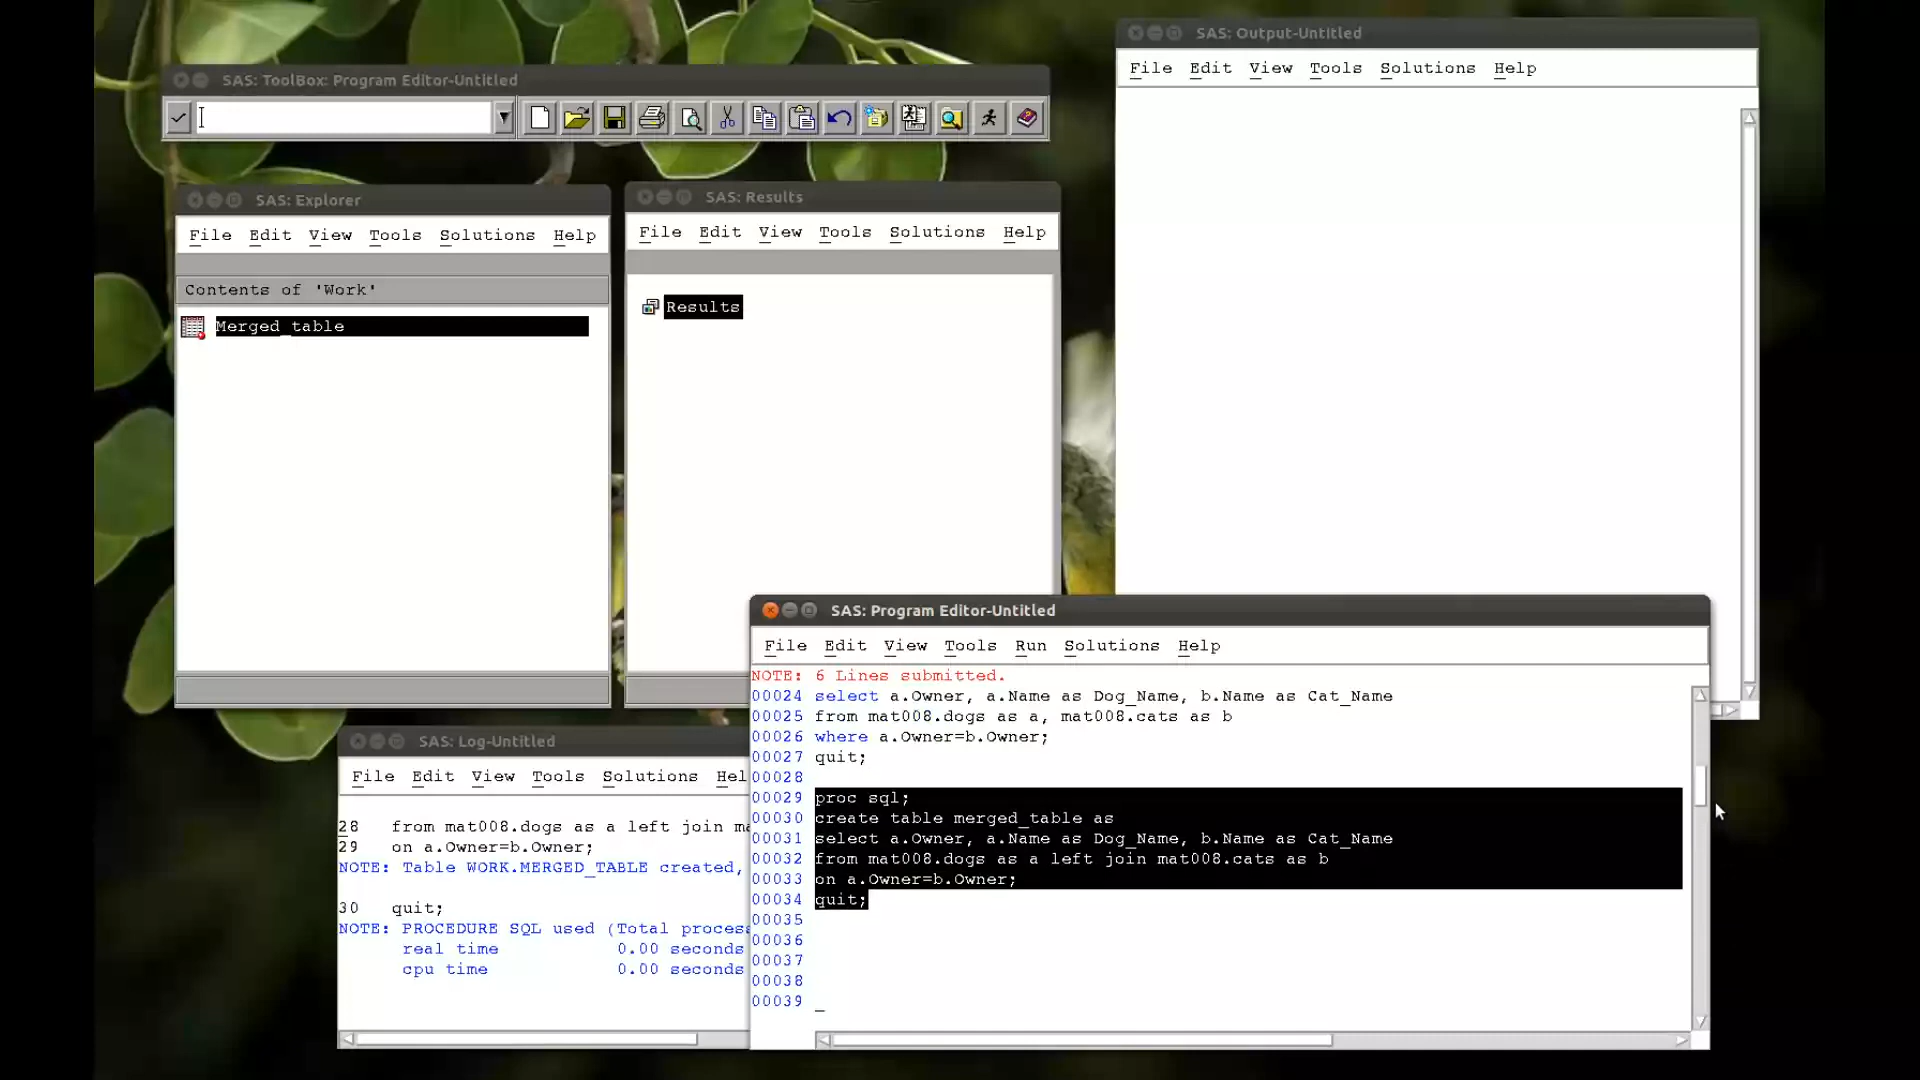 SAS: ToolBox: Program Editor-Untitled
SAS: Explorer
File Edit View Tools Solutions Help
Contents of 'Work'
Merged_table
SAS: Results
File Edit View Tools Solutions Help
Results
SAS: Output-Untitled
File Edit View Tools Solutions Help
SAS: Log-Untitled
File Edit View Tools Solutions Hel
28 from mat008.dogs as a left join ma
29 on a.Owner=b.Owner;
NOTE: Table WORK.MERGED_TABLE created,
30 quit;
NOTE: PROCEDURE SQL used (Total process
real time 0.00 seconds
cpu time 0.00 seconds
SAS: Program Editor-Untitled
File Edit View Tools Run Solutions Help
NOTE: 6 Lines submitted.
00024 select a.Owner, a.Name as Dog_Name, b.Name as Cat_Name
00025 from mat008.dogs as a, mat008.cats as b
00026 where a.Owner=b.Owner;
00027 quit;
00028
00029 proc sql;
00030 create table merged_table as
00031 select a.Owner, a.Name as Dog_Name, b.Name as Cat_Name
00032 from mat008.dogs as a left join mat008.cats as b
00033 on a.Owner=b.Owner;
00034 quit;
00035
00036
00037
00038
00039